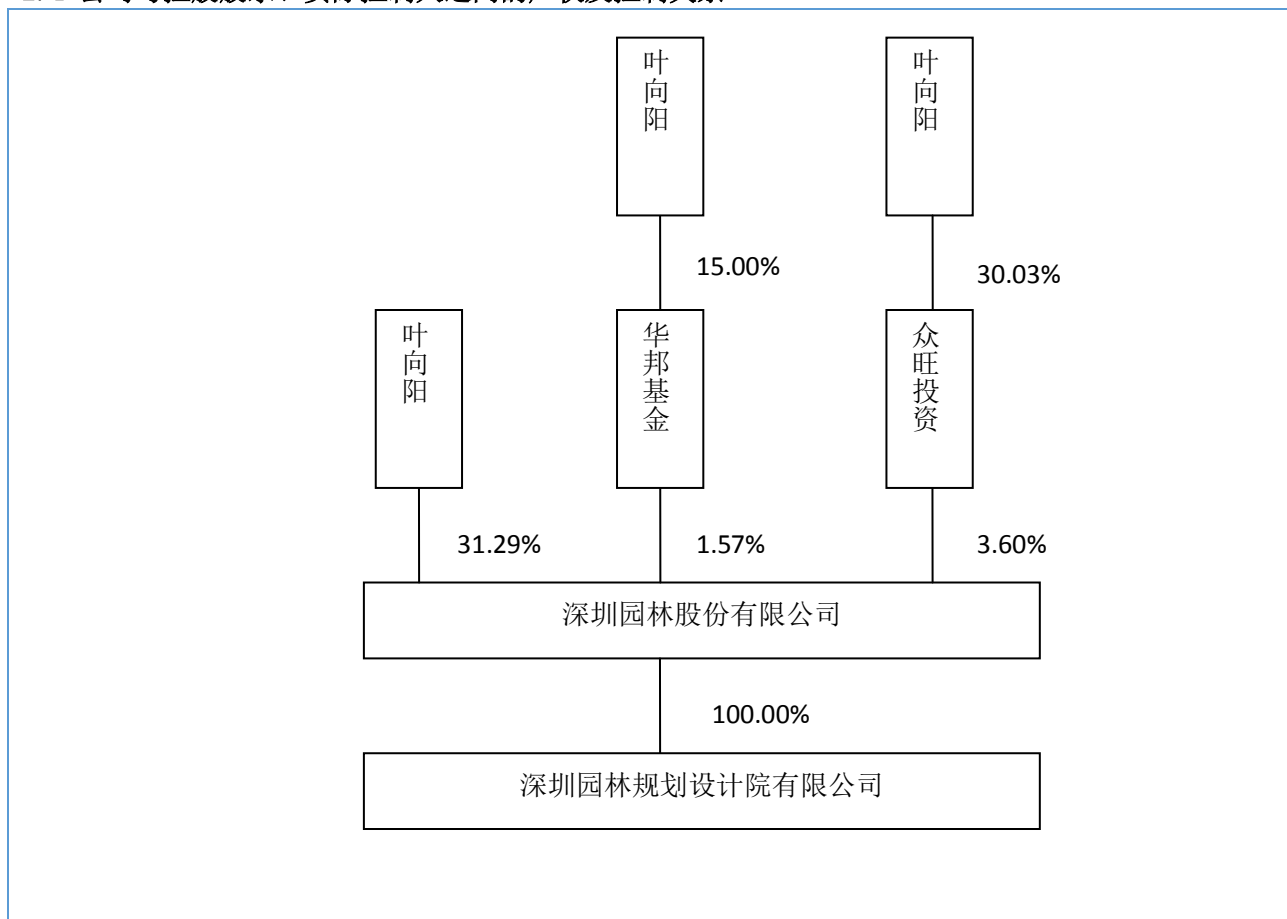 叶向阳
叶向阳
15.00%
30.03%
叶向阳
华邦基金
众旺投资
31.29%
1.57%
3.60%
深圳园林股份有限公司
100.00%
深圳园林规划设计院有限公司